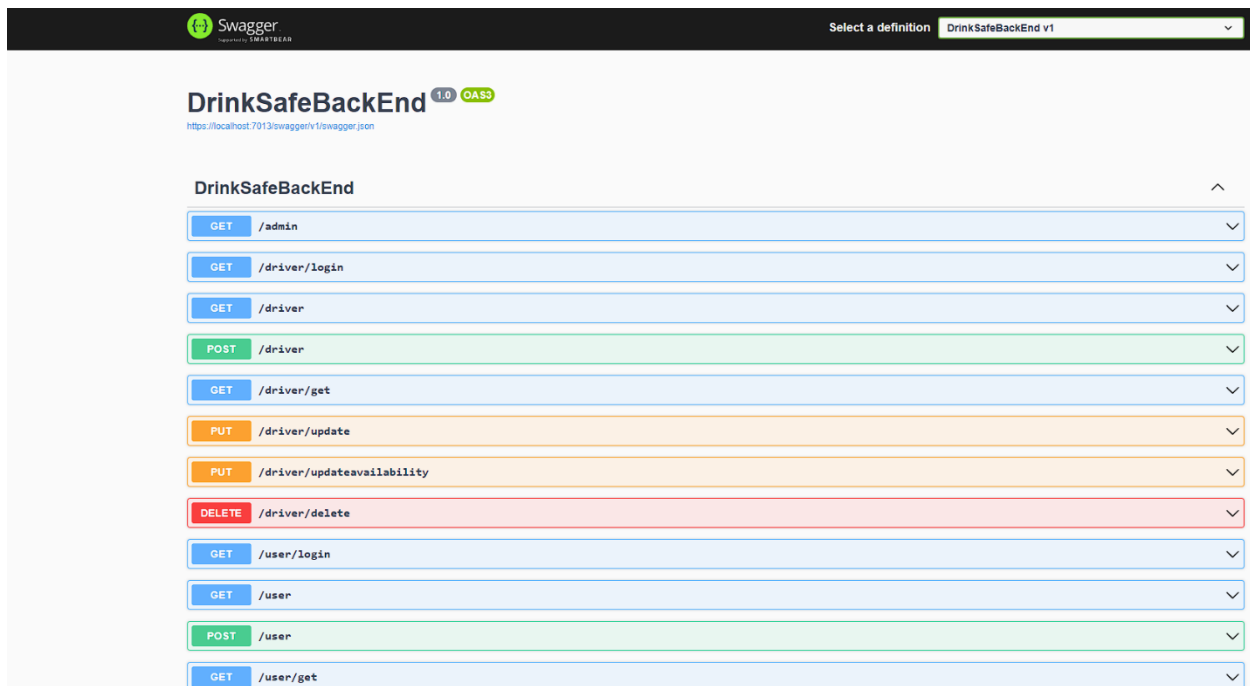 Swagger.
Supported by SMARTBEAR
Select a definition
DrinkSafeBackEnd v1
DrinkSafeBackEnd 1.0 OAS3
https://localhost:7013/swagger/v1/swagger.json
DrinkSafeBackEnd
GET /admin
GET /driver/login
GET /driver
POST /driver
GET /driver/get
PUT /driver/update
PUT /driver/updateavailability
DELETE /driver/delete
GET /user/login
GET /user
POST /user
GET /user/get